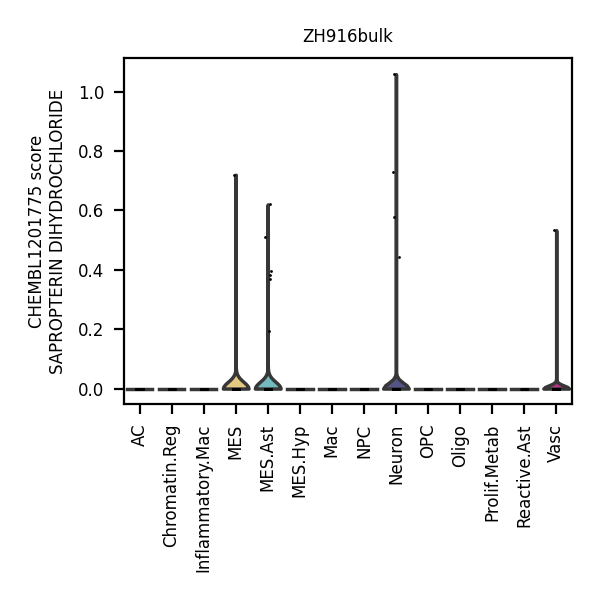 ZH916bulk
CHEMBL1201775 score
SAPROPTERIN DIHYDROCHLORIDE
1.0
0.8
0.6
0.4
0.2
0.0
AC
Chromatin.Reg
Inflammatory.Mac
MES
MES.Ast
MES.Hyp
Mac
NPC
Neuron
OPC
Oligo
Prolif.Metab
Reactive.Ast
Vasc